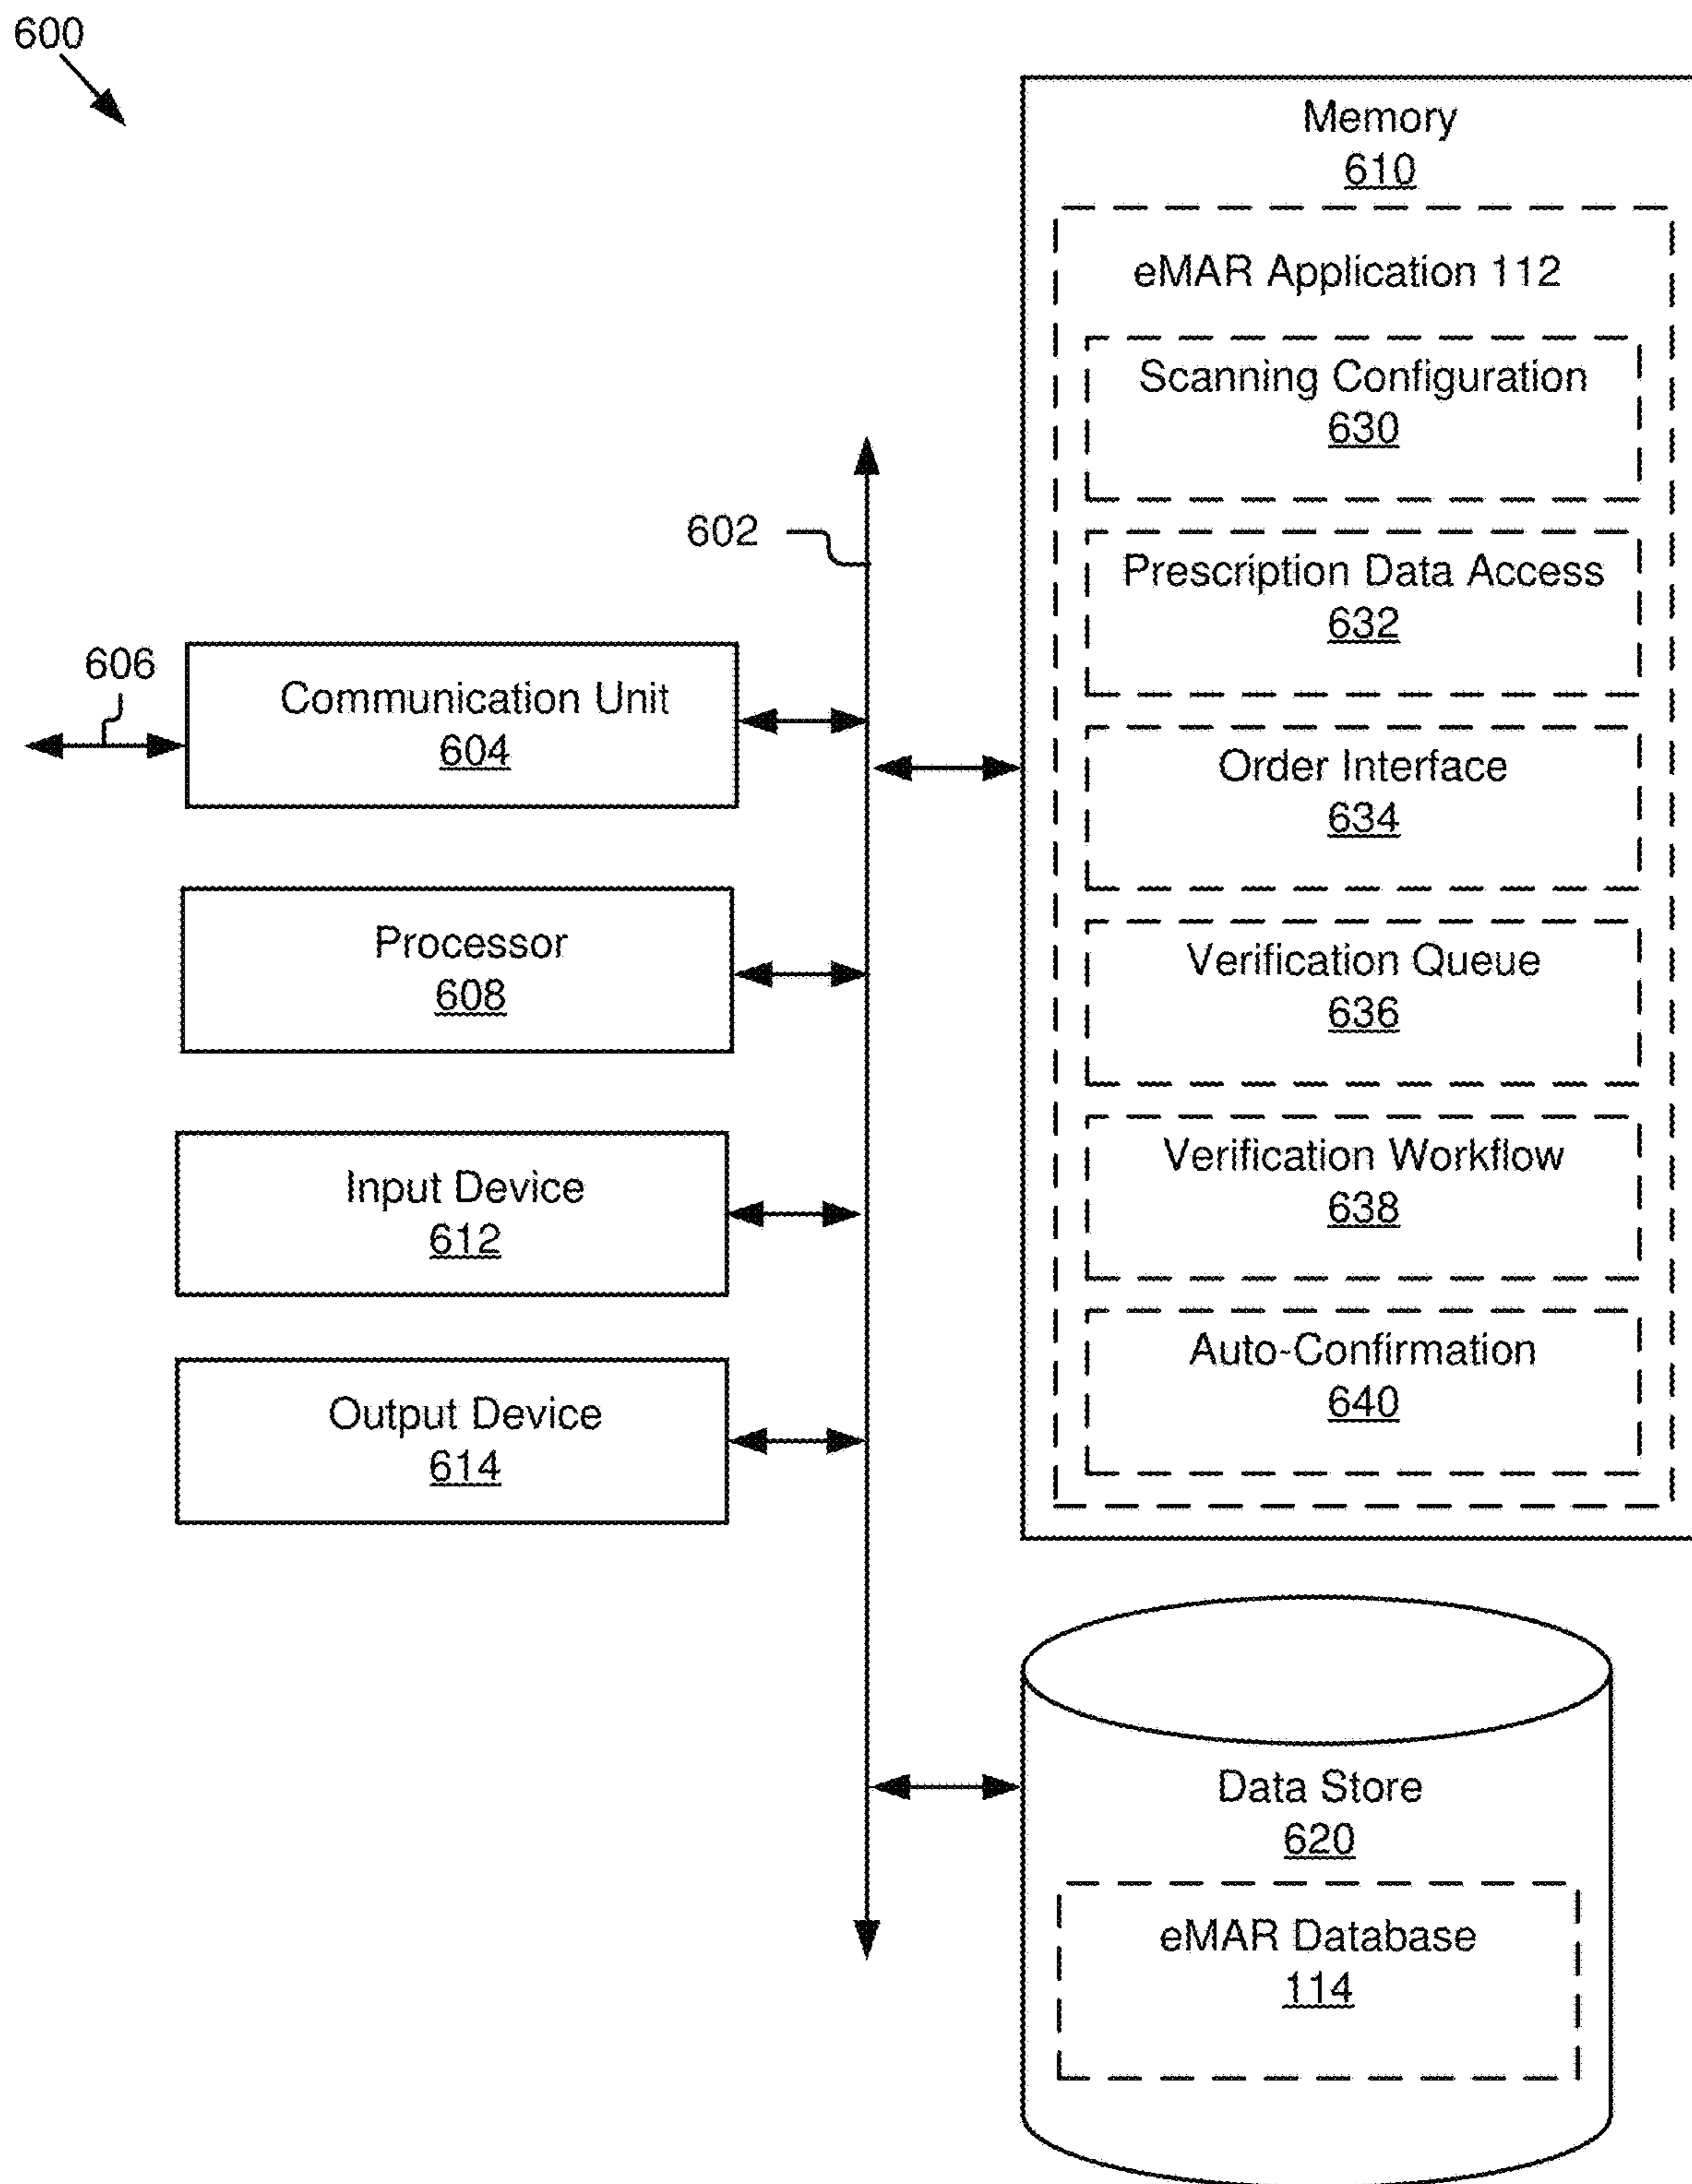 600
Memory
610
eMAR Application 112
Scanning Configuration
630
Prescription Data Access
632
Order Interface
634
Verification Queue
636
Verification Workflow
638
Auto-Confirmation
640
602
606
Communication Unit
604
Processor
608
Input Device
612
Output Device
614
Data Store
620
eMAR Database
114